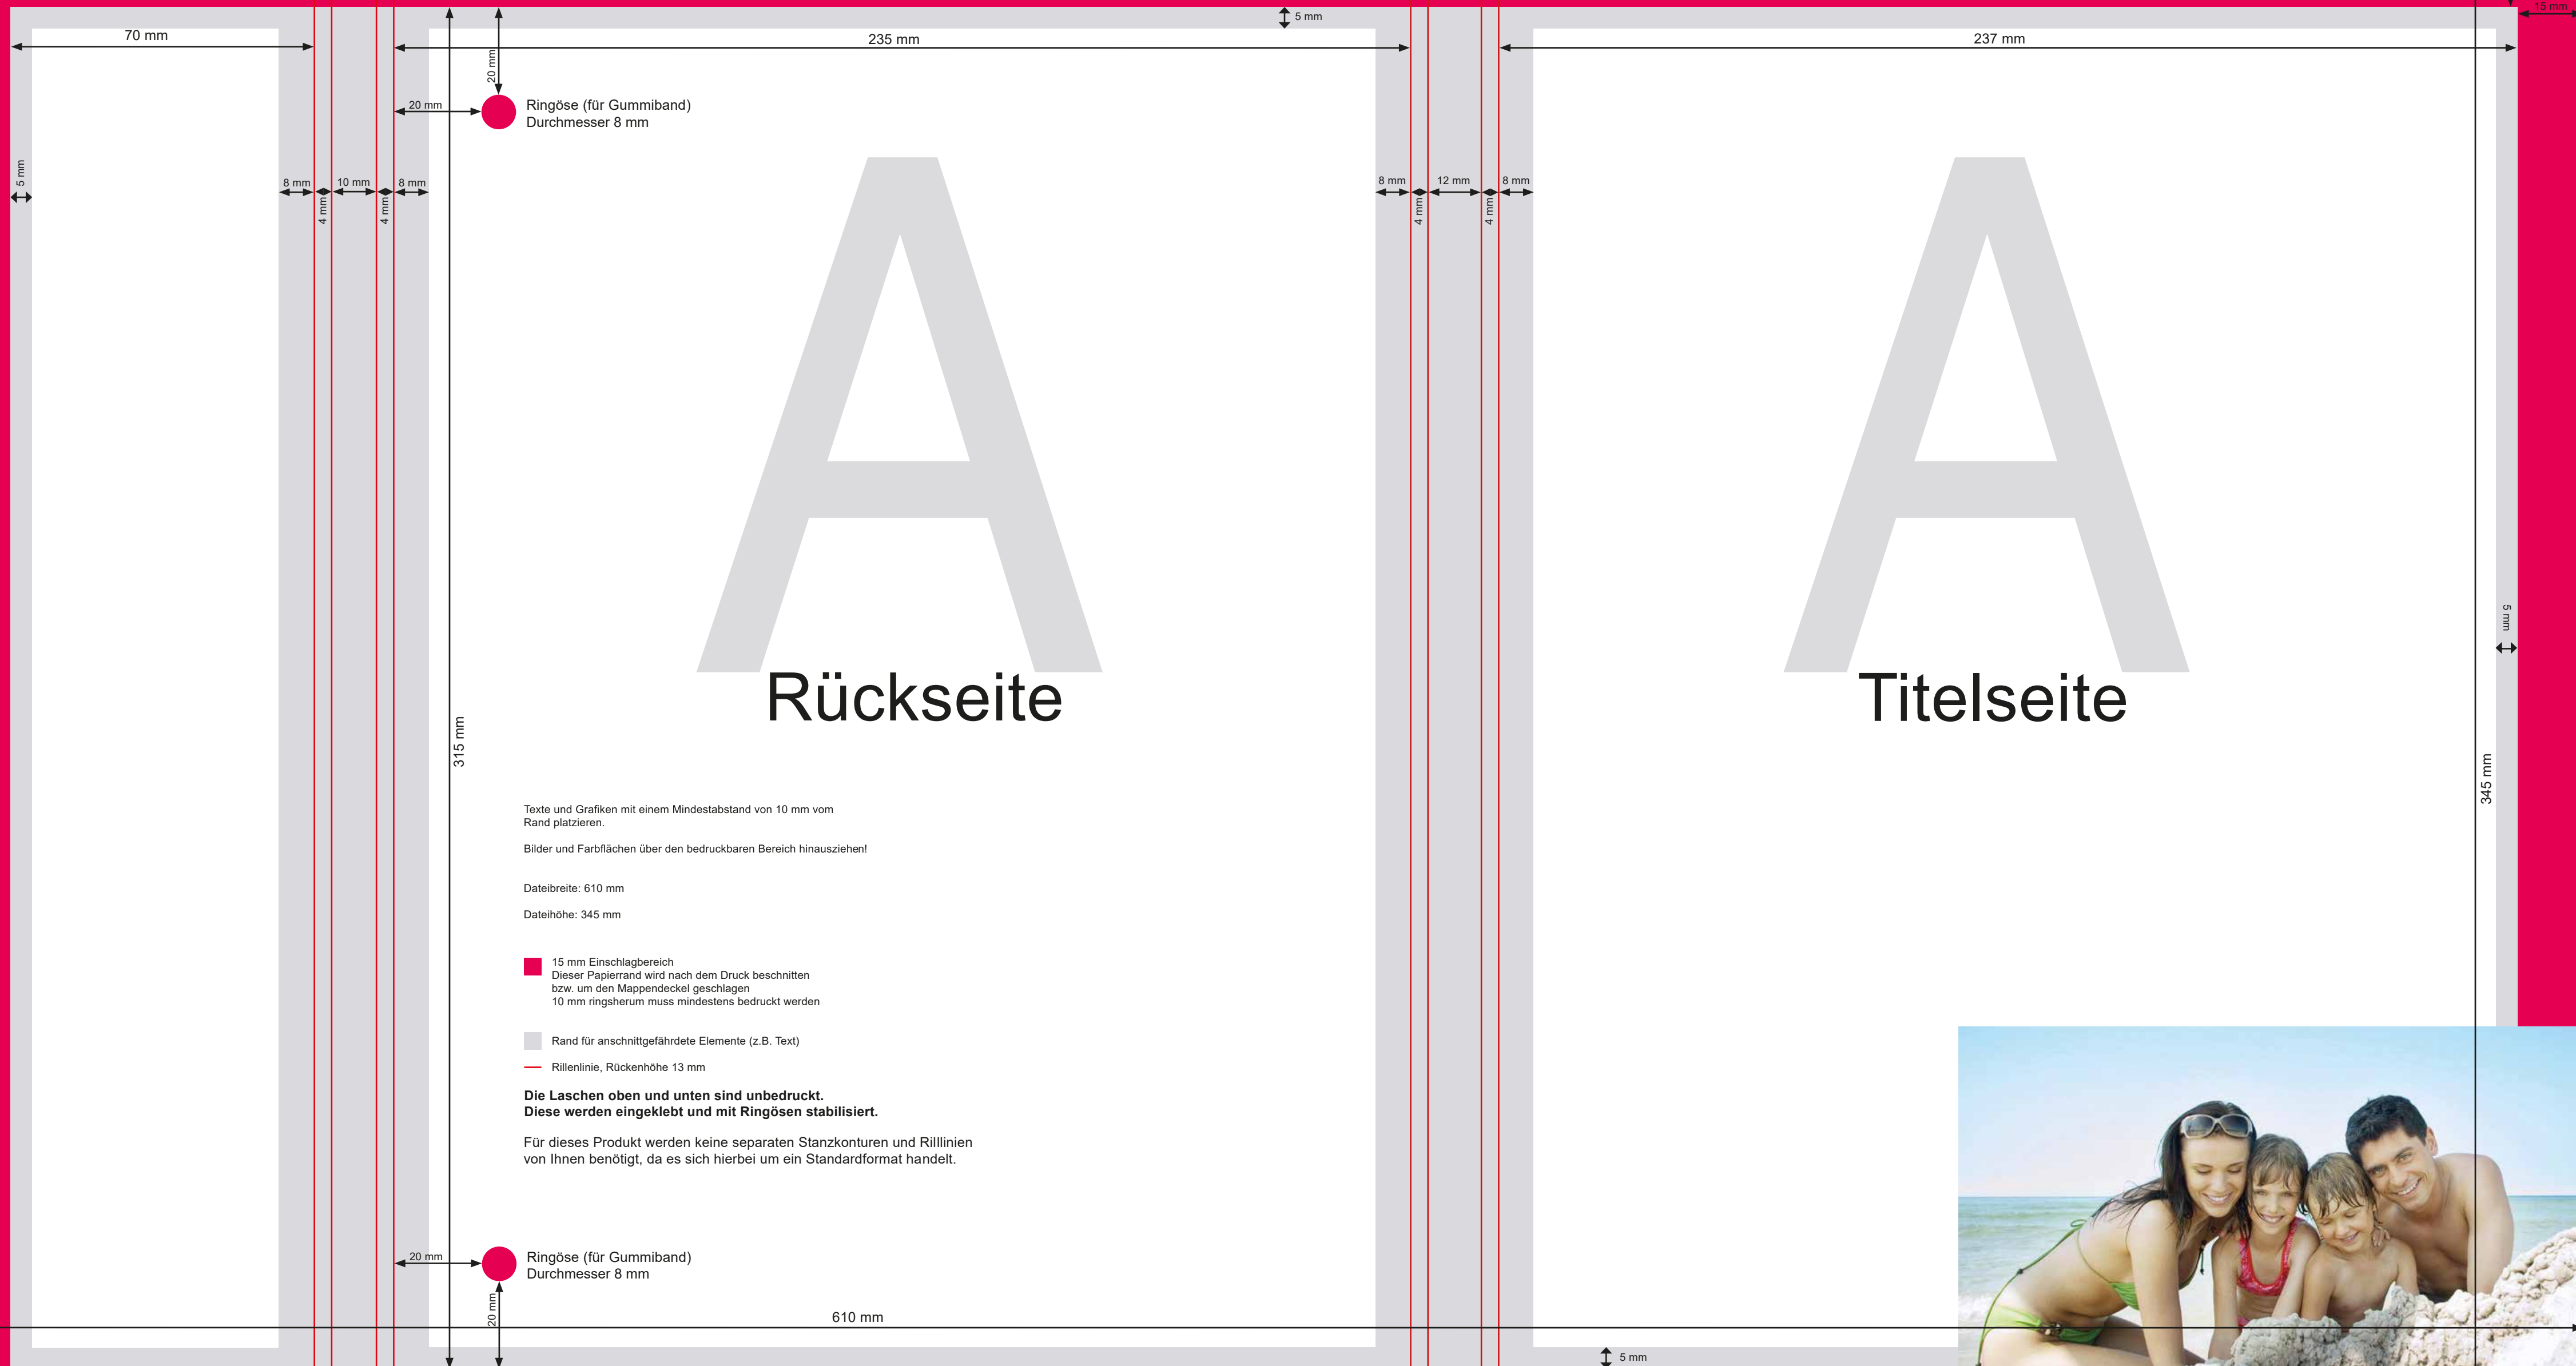 15 mm
70 mm
235 mm
5 mm
237 mm
20 mm
20 mm
Ringöse (für Gummiband)
Durchmesser 8 mm
5 mm
8 mm
4 mm
10 mm
4 mm
8 mm
8 mm
4 mm
12 mm
4 mm
8 mm
A
A
5 mm
Rückseite
Titelseite
315 mm
345 mm
Texte und Grafiken mit einem Mindestabstand von 10 mm vom
Rand platzieren.
Bilder und Farbflächen über den bedruckbaren Bereich hinausziehen!
Dateibreite: 610 mm
Dateihöhe: 345 mm
15 mm Einschlagbereich
Dieser Papierrand wird nach dem Druck beschnitten
bzw. um den Mappendeckel geschlagen
10 mm ringsherum muss mindestens bedruckt werden
Rand für anschnittgefährdete Elemente (z.B. Text)
Rillenlinie, Rückenhöhe 13 mm
Die Laschen oben und unten sind unbedruckt.
Diese werden eingeklebt und mit Ringösen stabilisiert.
Für dieses Produkt werden keine separaten Stanzkonturen und Rilllinien
von Ihnen benötigt, da es sich hierbei um ein Standardformat handelt.
20 mm
Ringöse (für Gummiband)
Durchmesser 8 mm
20 mm
610 mm
5 mm